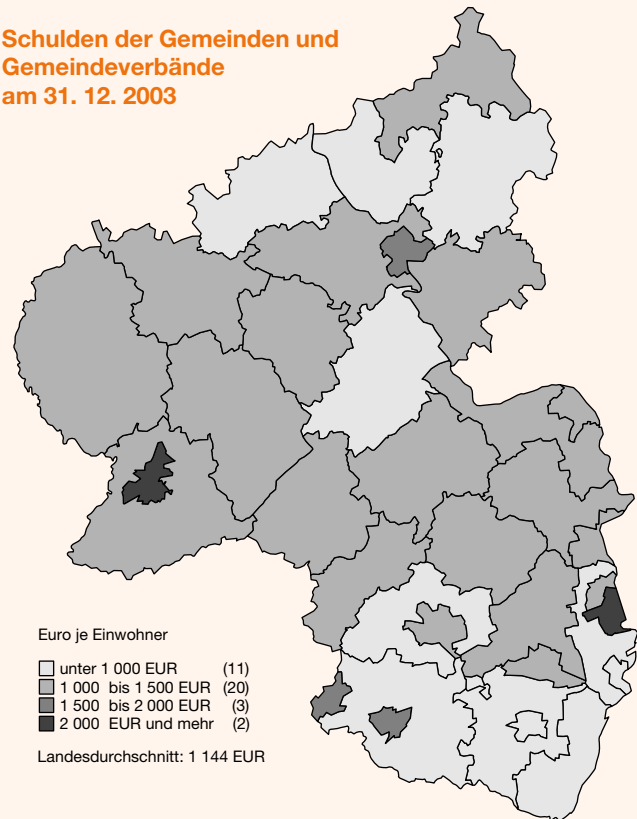 Schulden der Gemeinden und
Gemeindeverbände
am 31. 12. 2003
Euro je Einwohner
unter 1 000 EUR (11)
1 000 bis 1 500 EUR (20)
1 500 bis 2 000 EUR (3)
2 000 EUR und mehr (2)
Landesdurchschnitt: 1 144 EUR